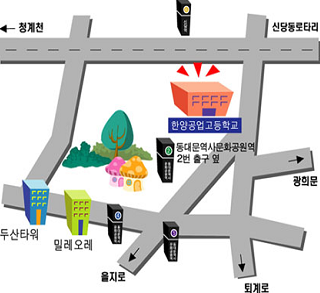 청계천
신당동로타리
한양공업고등학교
동대문역사문화공원역
2번 출구 옆
광희문
두산타워
밀레오레
을지로
퇴계로